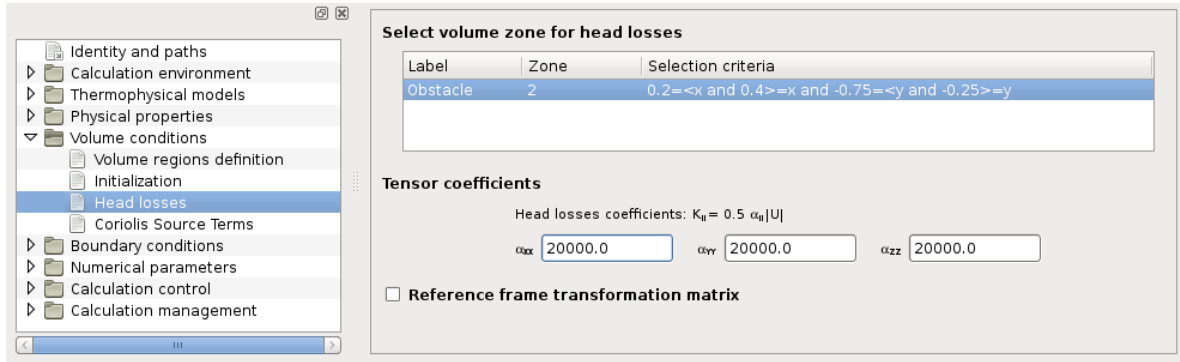 Identity and paths
Calculation environment
Thermophysical models
Physical properties
Volume conditions
Volume regions definition
Initialization
Head losses
Coriolis Source Terms
Boundary conditions
Numerical parameters
Calculation control
Calculation management
Select volume zone for head losses
Label Zone Selection criteria
Obstacle 2 0.2=<x and 0.4>=x and -0.75=<y and -0.25>=y
Tensor coefficients
Head losses coefficients: K_II = 0.5 α_II|U|
α_XX 20000.0 α_YY 20000.0 α_ZZ 20000.0
Reference frame transformation matrix